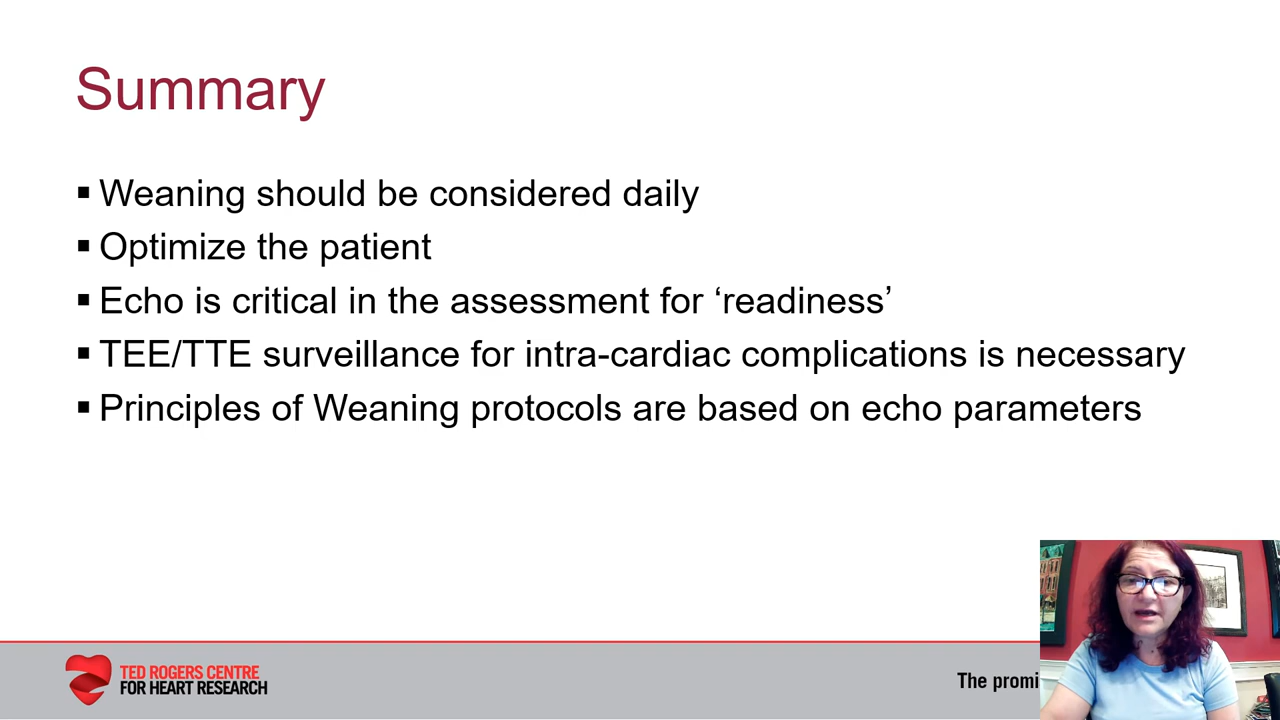 Summary
▪ Weaning should be considered daily
▪ Optimize the patient
▪ Echo is critical in the assessment for ‘readiness’
▪ TEE/TTE surveillance for intra-cardiac complications is necessary
▪ Principles of Weaning protocols are based on echo parameters
TED ROGERS CENTRE
FOR HEART RESEARCH
The promi